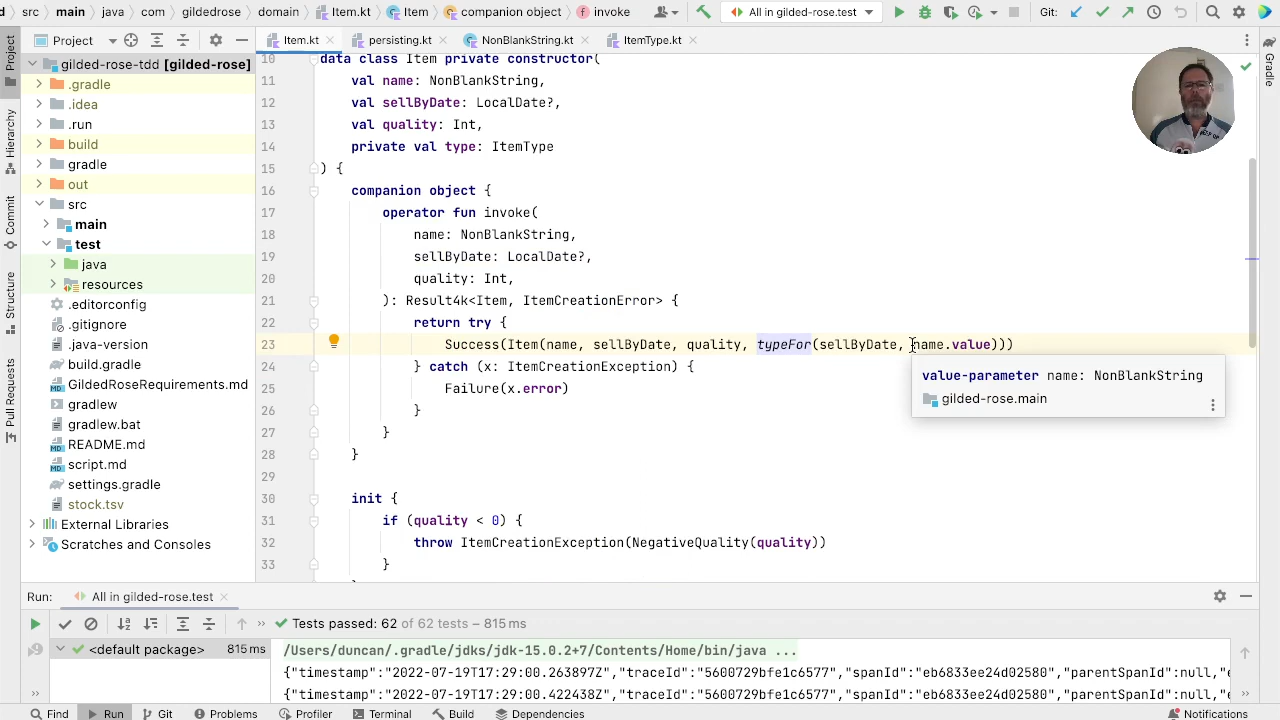 src main java com gildedrose domain Item.kt Item companion object invoke All in gilded-rose.test Git:
Project Item.kt persisting.kt NonBlankString.kt ItemType.kt
Project
Hierarchy
Commit
Structure
Pull Requests
Gradle
gilded-rose-tdd [gilded-rose]
.gradle
.idea
.run
build
gradle
out
src
main
test
java
resources
.editorconfig
.gitignore
.java-version
build.gradle
GildedRoseRequirements.md
gradlew
gradlew.bat
README.md
script.md
settings.gradle
stock.tsv
External Libraries
Scratches and Consoles
10 data class Item private constructor(
11 val name: NonBlankString,
12 val sellByDate: LocalDate?,
13 val quality: Int,
14 private val type: ItemType
15 ) {
16 companion object {
17 operator fun invoke(
18 name: NonBlankString,
19 sellByDate: LocalDate?,
20 quality: Int,
21 ): Result4k<Item, ItemCreationError> {
22 return try {
23 Success(Item(name, sellByDate, quality, typeFor(sellByDate, name.value)))
24 } catch (x: ItemCreationException) {
25 Failure(x.error)
26 }
27 }
28 }
29
30 init {
31 if (quality < 0) {
32 throw ItemCreationException(NegativeQuality(quality))
33 }
value-parameter name: NonBlankString
gilded-rose.main
Run: All in gilded-rose.test
Tests passed: 62 of 62 tests – 815 ms
<default package> 815 ms
/Users/duncan/.gradle/jdks/jdk-15.0.2+7/Contents/Home/bin/java ...
{"timestamp":"2022-07-19T17:29:00.263897Z","traceId":"5600729bfe1c6577","spanId":"eb6833ee24d02580","parentSpanId":null,"e
{"timestamp":"2022-07-19T17:29:00.422438Z","traceId":"5600729bfe1c6577","spanId":"eb6833ee24d02580","parentSpanId":null,"e
Find Run Git Problems Profiler Terminal Build Dependencies Notifications